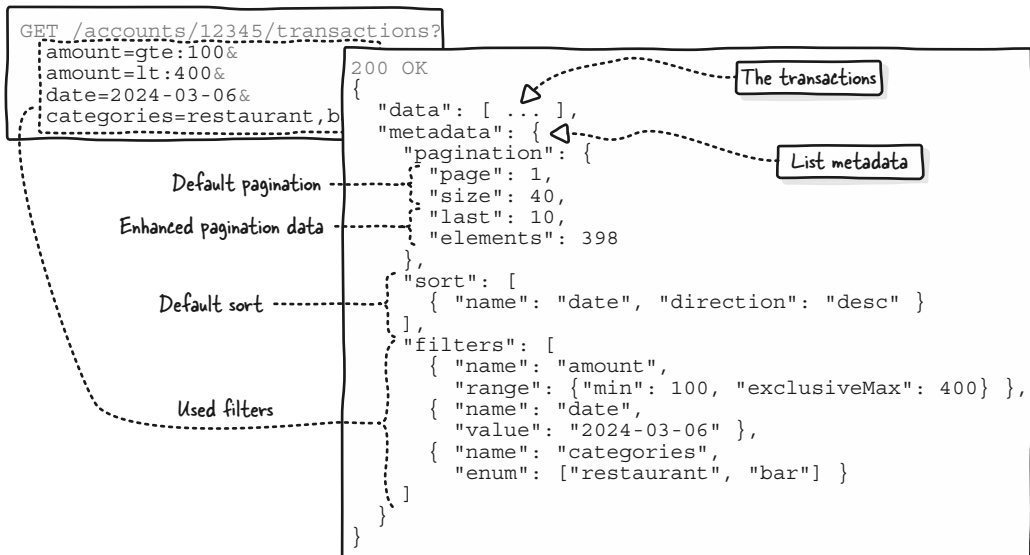 GET /accounts/12345/transactions?
amount=gte:100&
amount=lt:400&
date=2024-03-06&
categories=restaurant,b
200 OK
{
"data": [ ... ],
"metadata": {
"pagination": {
"page": 1,
"size": 40,
"last": 10,
"elements": 398
},
"sort": [
{ "name": "date", "direction": "desc" }
],
"filters": [
{ "name": "amount",
"range": {"min": 100, "exclusiveMax": 400} },
{ "name": "date",
"value": "2024-03-06" },
{ "name": "categories",
"enum": ["restaurant", "bar"] }
]
}
}
The transactions
List metadata
Default pagination
Enhanced pagination data
Default sort
Used filters